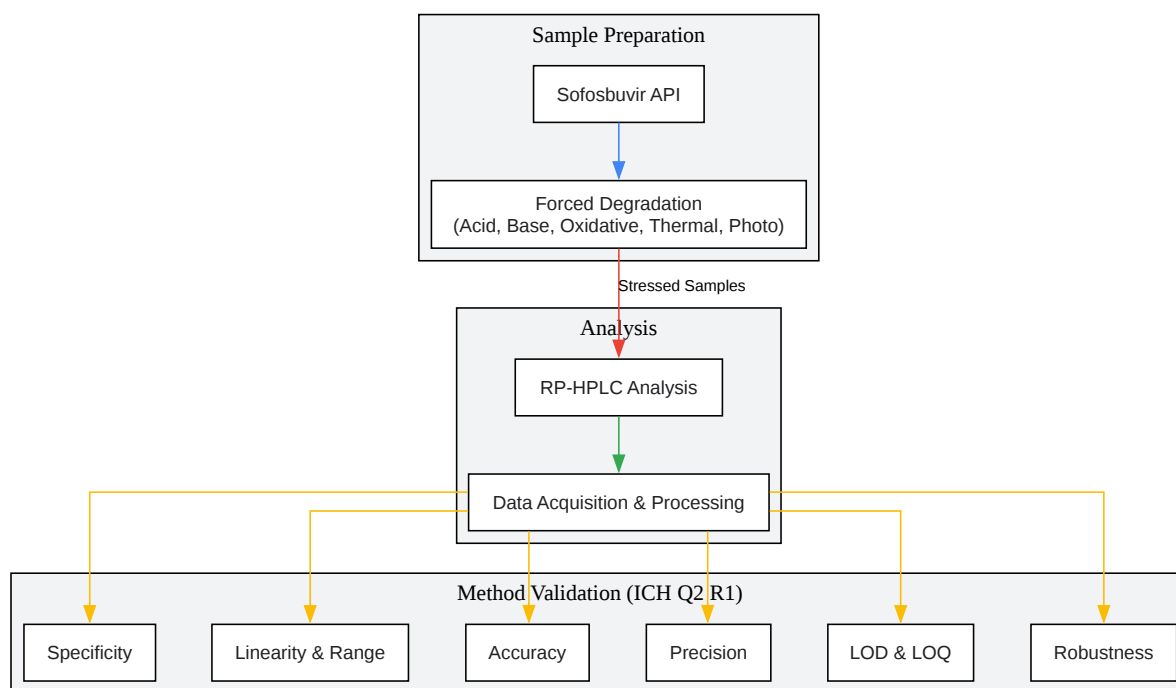 Sample Preparation
Sofosbuvir API
Forced Degradation
(Acid, Base, Oxidative, Thermal, Photo)
Stressed Samples
Analysis
RP-HPLC Analysis
Data Acquisition & Processing
Method Validation (ICH Q2 R1)
Specificity
Linearity & Range
Accuracy
Precision
LOD & LOQ
Robustness